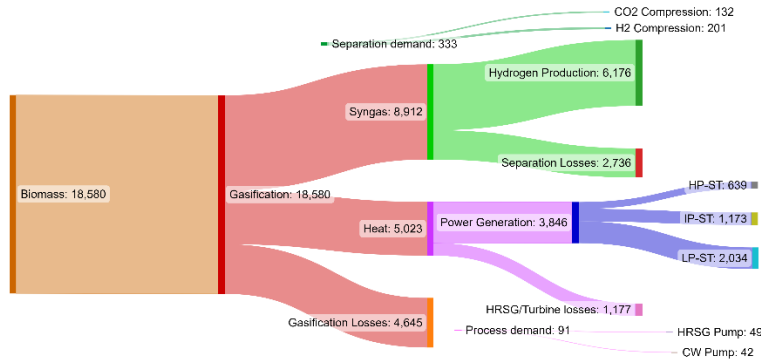 CO2 Compression: 132
H2 Compression: 201
Separation demand: 333
Hydrogen Production: 6,176
Syngas: 8,912
Separation Losses: 2,736
HP-ST: 639
Biomass: 18,580
Gasification: 18,580
Heat: 5,023
Power Generation: 3,846
IP-ST: 1,173
LP-ST: 2,034
HRSG/Turbine losses: 1,177
Gasification Losses: 4,645
Process demand: 91
HRSG Pump: 49
CW Pump: 42